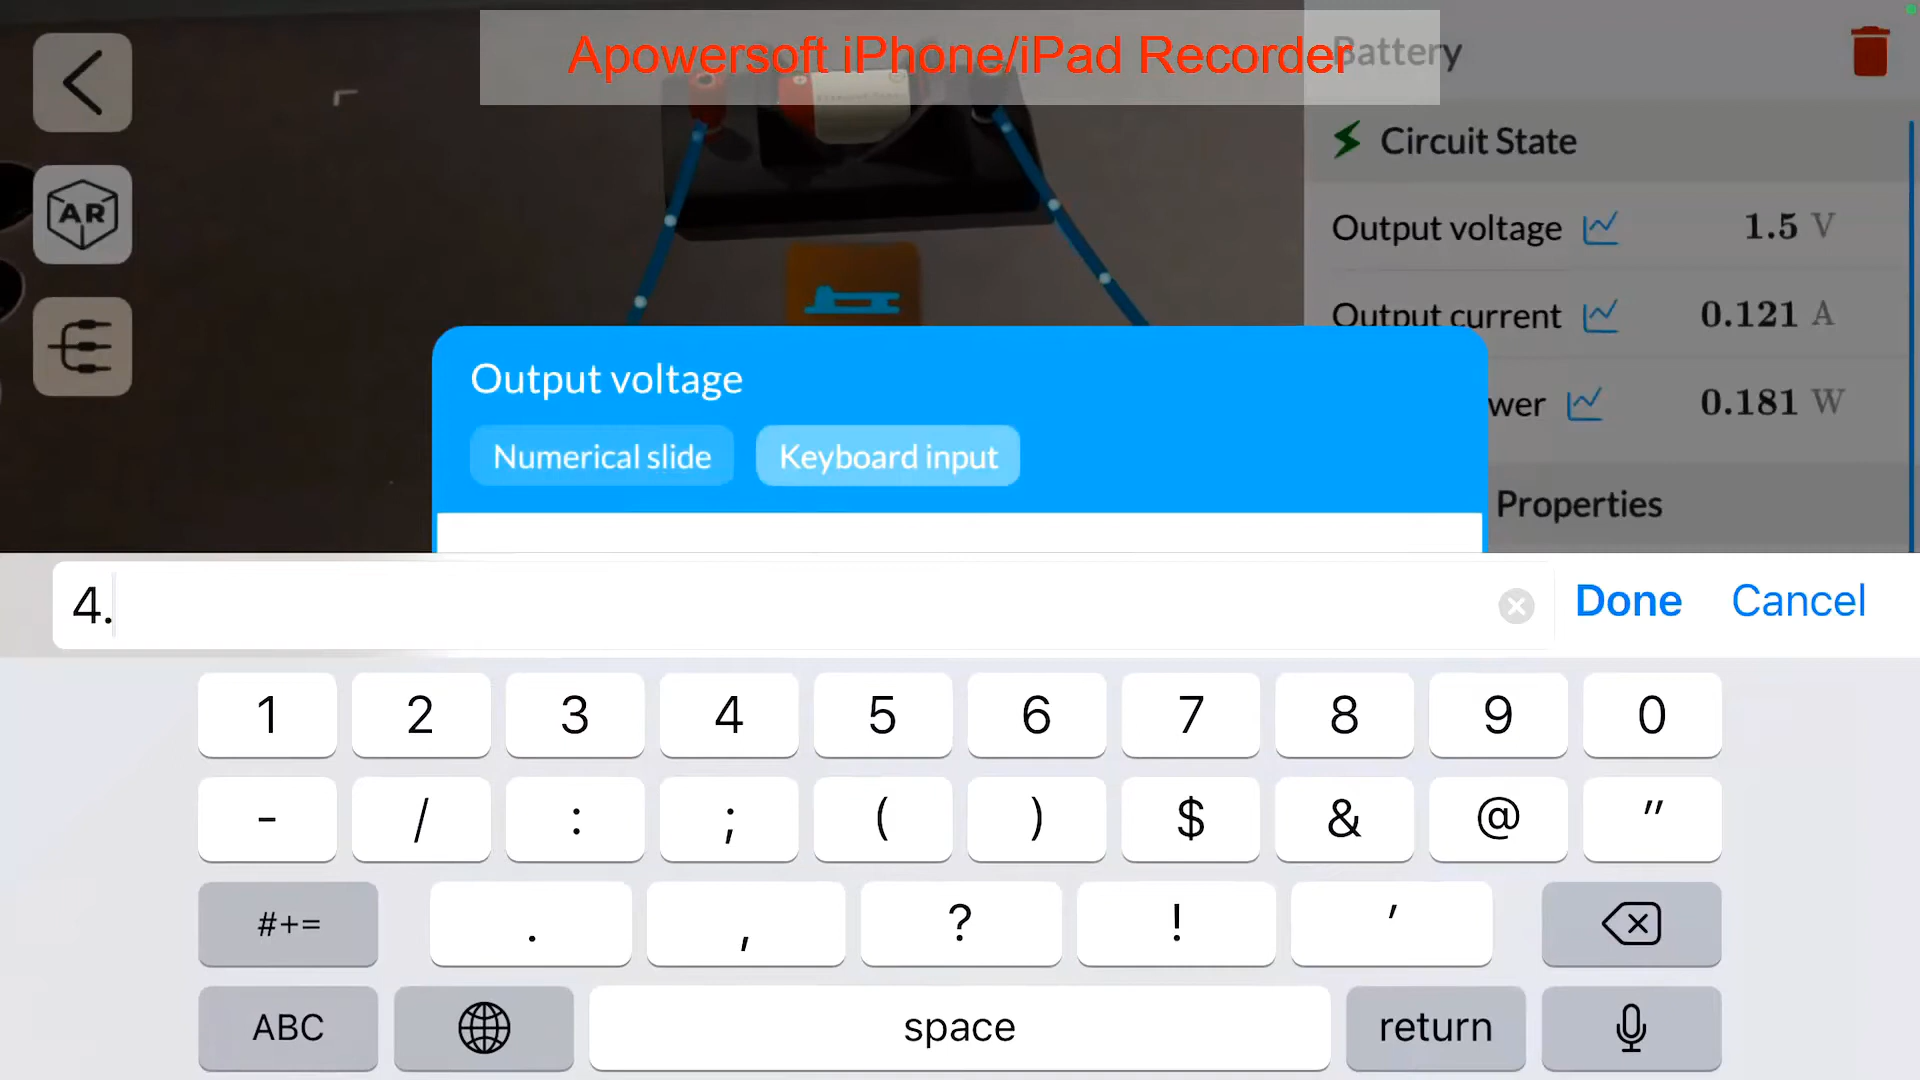 Apowersoft iPhone/iPad Recorder
Battery
AR
Circuit State
Output voltage 1.5 V
Output current 0.121 A
wer 0.181 W
Output voltage
Numerical slide Keyboard input
Properties
4.
Done Cancel
1 2 3 4 5 6 7 8 9 0
- / : ; ( ) $ & @ "
#+= . , ? ! '
ABC space return